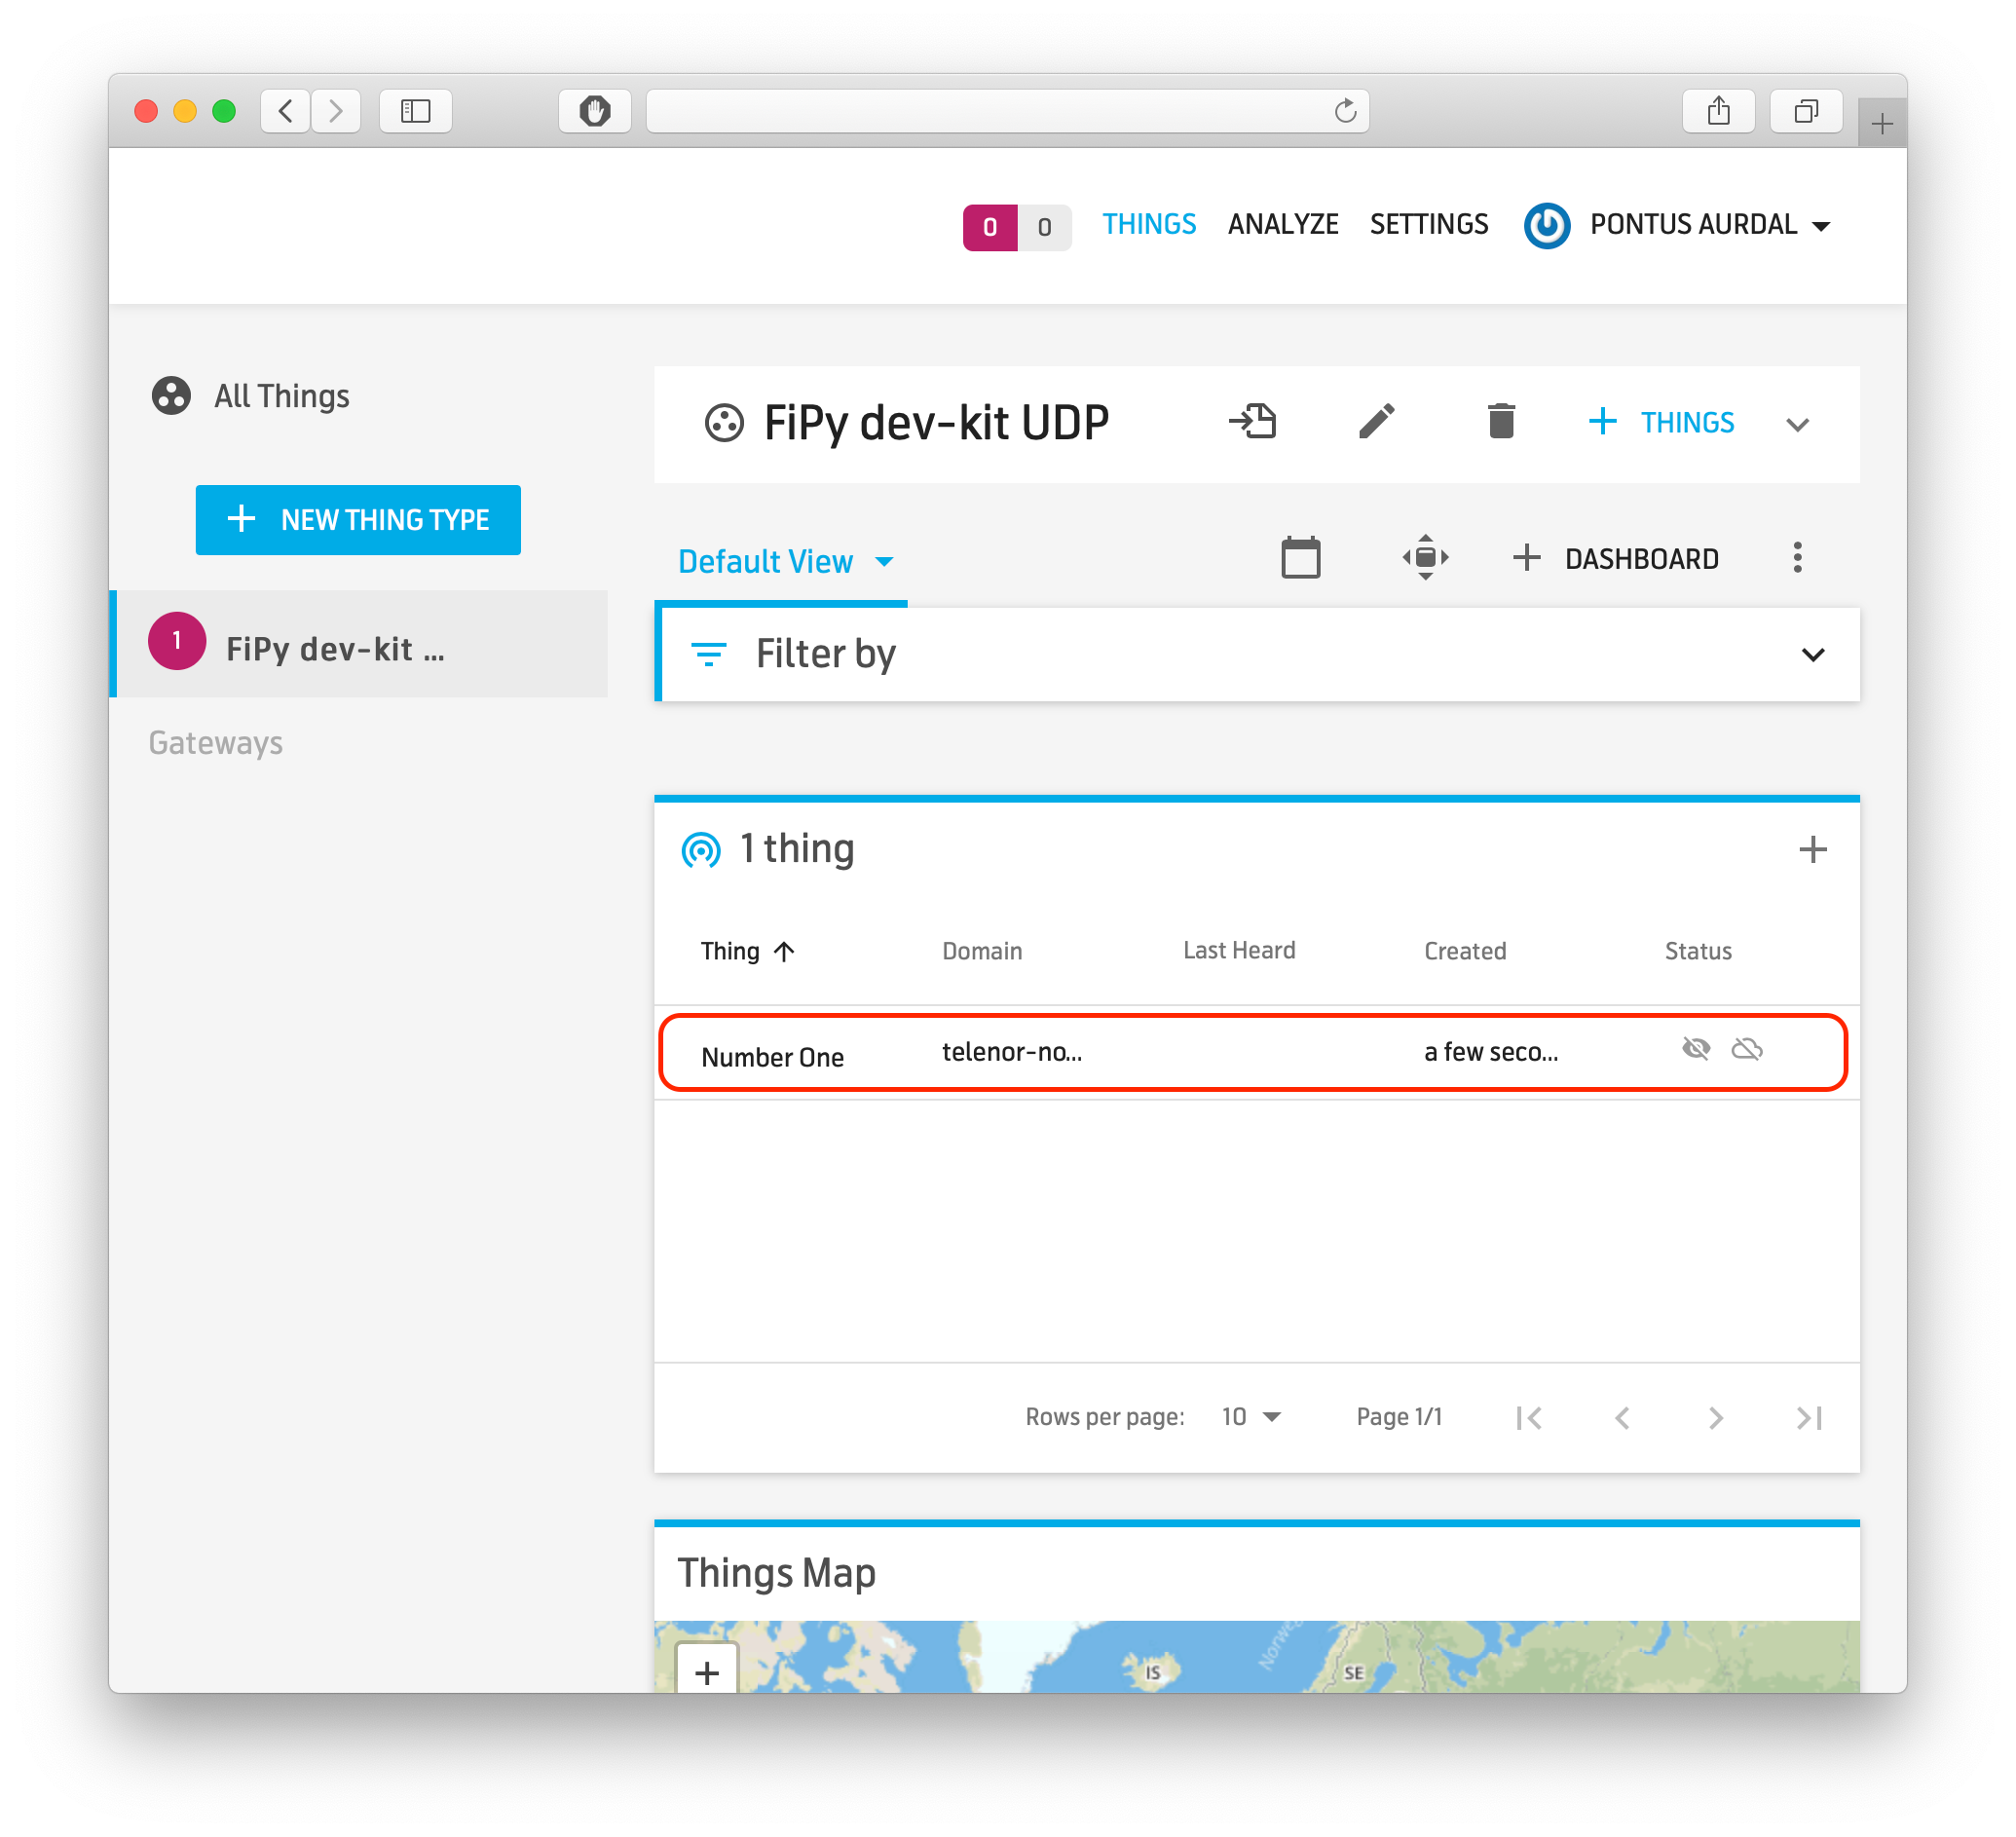 0 0 THINGS ANALYZE SETTINGS PONTUS AURDAL
All Things
NEW THING TYPE
1 FiPy dev-kit ...
Gateways
FiPy dev-kit UDP THINGS
Default View DASHBOARD
Filter by
1 thing
Thing Domain Last Heard Created Status
Number One telenor-no... a few seco...
Rows per page: 10 Page 1/1
Things Map
IS SE